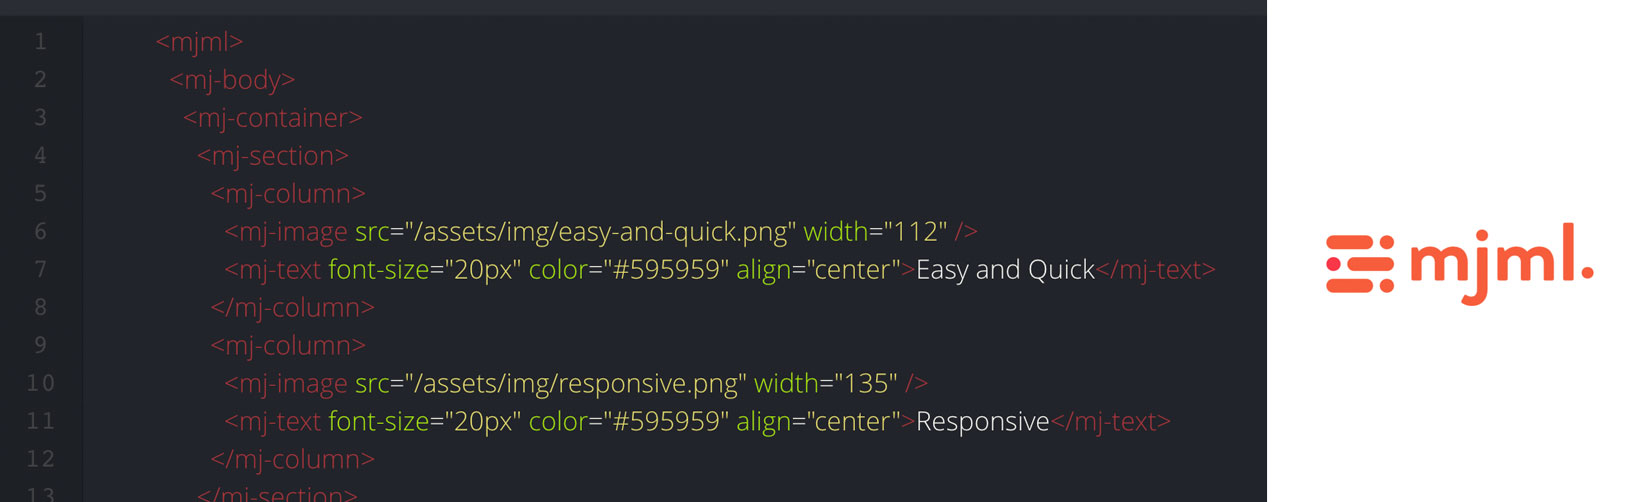 1 <mjml>
2 <mj-body>
3 <mj-container>
4 <mj-section>
5 <mj-column>
6 <mj-image src="/assets/img/easy-and-quick.png" width="112" />
7 <mj-text font-size="20px" color="#595959" align="center">Easy and Quick</mj-text>
8 </mj-column>
9 <mj-column>
10 <mj-image src="/assets/img/responsive.png" width="135" />
11 <mj-text font-size="20px" color="#595959" align="center">Responsive</mj-text>
12 </mj-column>
13 </mj-section>
mjml.